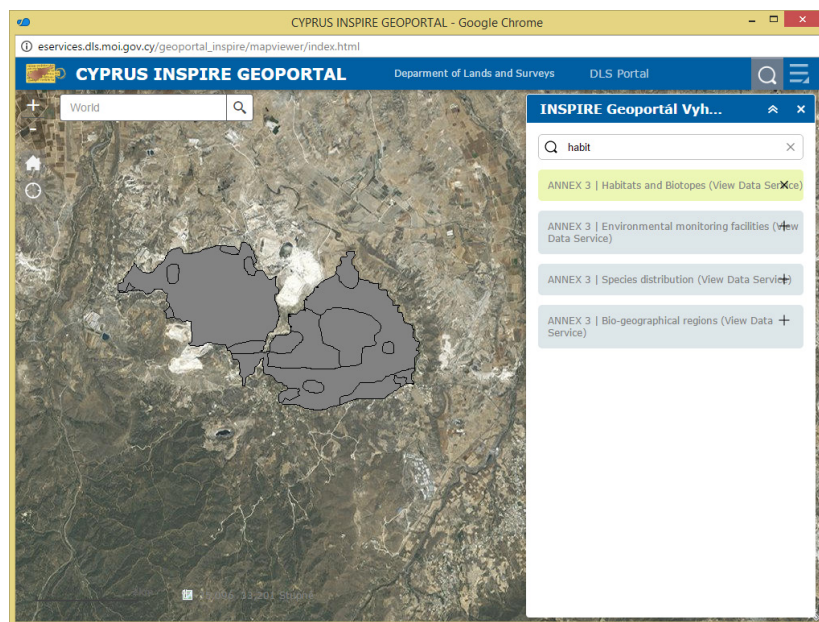 CYPRUS INSPIRE GEOPORTAL - Google Chrome
eservices.dls.moi.gov.cy/geoportal_inspire/mapviewer/index.html
CYPRUS INSPIRE GEOPORTAL
Deparment of Lands and Surveys
DLS Portal
World
INSPIRE Geoportál Vyh...
habit
ANNEX 3 | Habitats and Biotopes (View Data Service)
ANNEX 3 | Environmental monitoring facilities (View
Data Service)
ANNEX 3 | Species distribution (View Data Service)
ANNEX 3 | Bio-geographical regions (View Data
Service)